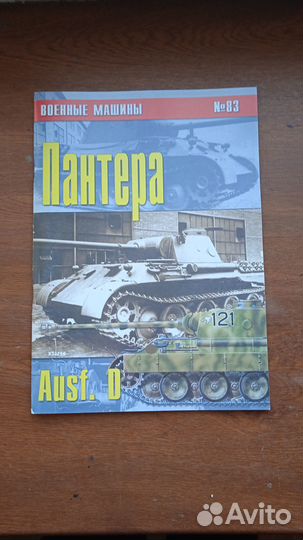 ВОЕННЫЕ МАШИНЫ №83
Пантера
121
Ausf. D
Avito